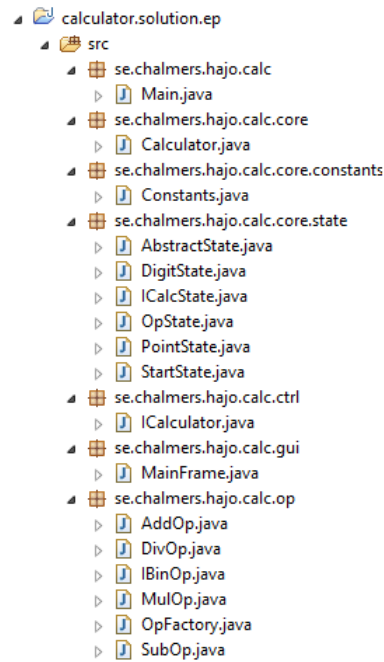 calculator.solution.ep
src
se.chalmers.hajo.calc
Main.java
se.chalmers.hajo.calc.core
Calculator.java
se.chalmers.hajo.calc.core.constants
Constants.java
se.chalmers.hajo.calc.core.state
AbstractState.java
DigitState.java
ICalcState.java
OpState.java
PointState.java
StartState.java
se.chalmers.hajo.calc.ctrl
ICalculator.java
se.chalmers.hajo.calc.gui
MainFrame.java
se.chalmers.hajo.calc.op
AddOp.java
DivOp.java
IBinOp.java
MulOp.java
OpFactory.java
SubOp.java